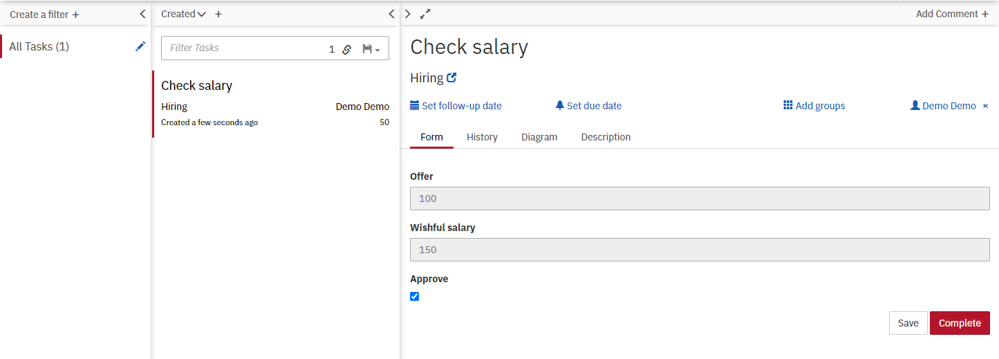 Create a filter +
Created +
Add Comment +
All Tasks (1)
Filter Tasks 1
Check salary
Hiring Demo Demo
Created a few seconds ago 50
Check salary
Hiring
Set follow-up date Set due date Add groups Demo Demo ×
Form History Diagram Description
Offer
100
Wishful salary
150
Approve
Save Complete